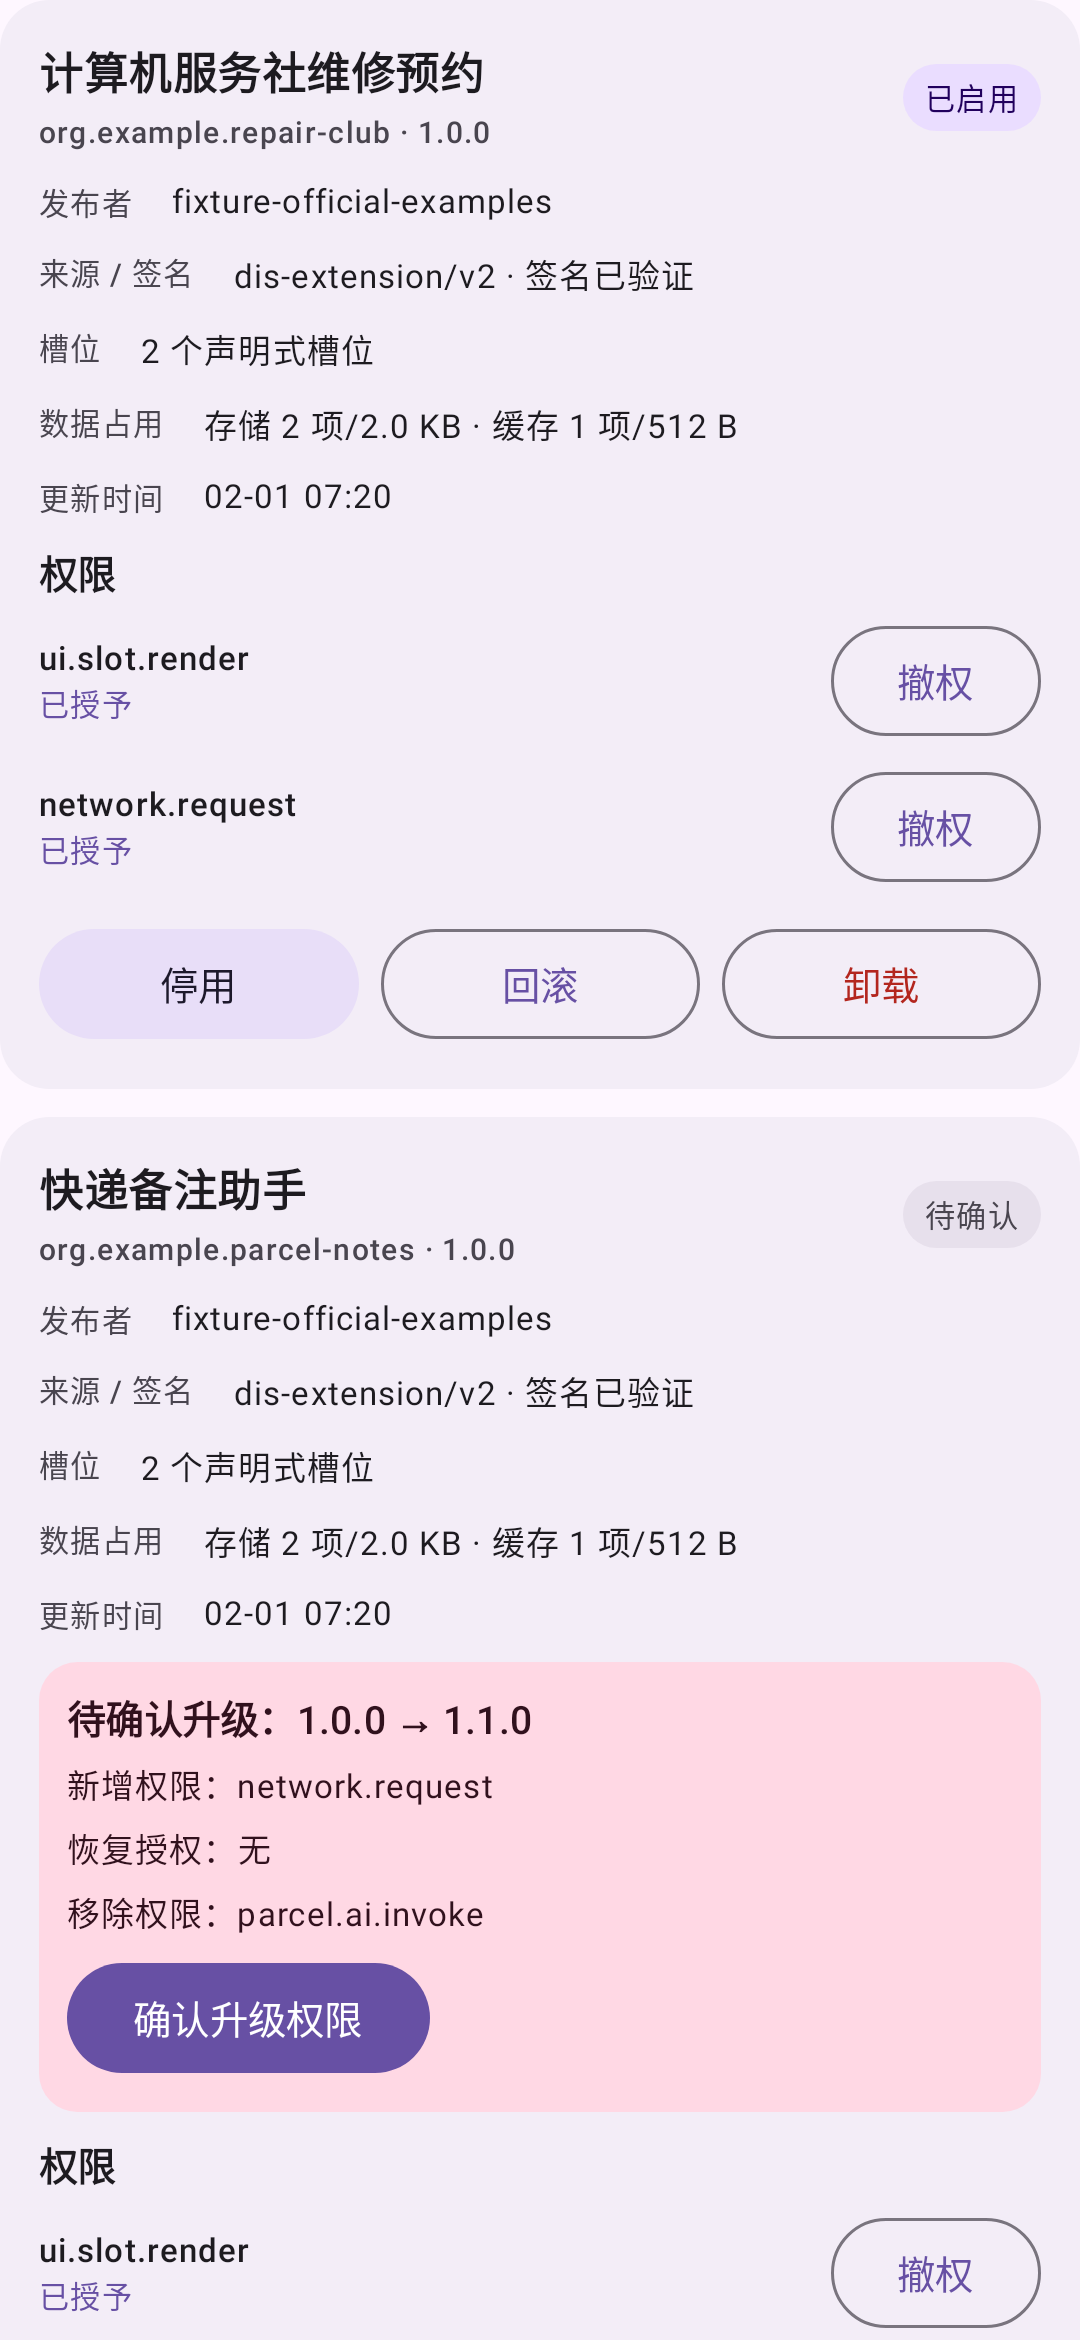 计算机服务社维修预约
已启用
org.example.repair-club · 1.0.0
发布者 fixture-official-examples
来源 / 签名 dis-extension/v2 · 签名已验证
槽位 2 个声明式槽位
数据占用 存储 2 项/2.0 KB · 缓存 1 项/512 B
更新时间 02-01 07:20
权限
ui.slot.render
已授予
撤权
network.request
已授予
撤权
停用 回滚 卸载
快递备注助手
待确认
org.example.parcel-notes · 1.0.0
发布者 fixture-official-examples
来源 / 签名 dis-extension/v2 · 签名已验证
槽位 2 个声明式槽位
数据占用 存储 2 项/2.0 KB · 缓存 1 项/512 B
更新时间 02-01 07:20
待确认升级：1.0.0 → 1.1.0
新增权限：network.request
恢复授权：无
移除权限：parcel.ai.invoke
确认升级权限
权限
ui.slot.render
已授予
撤权